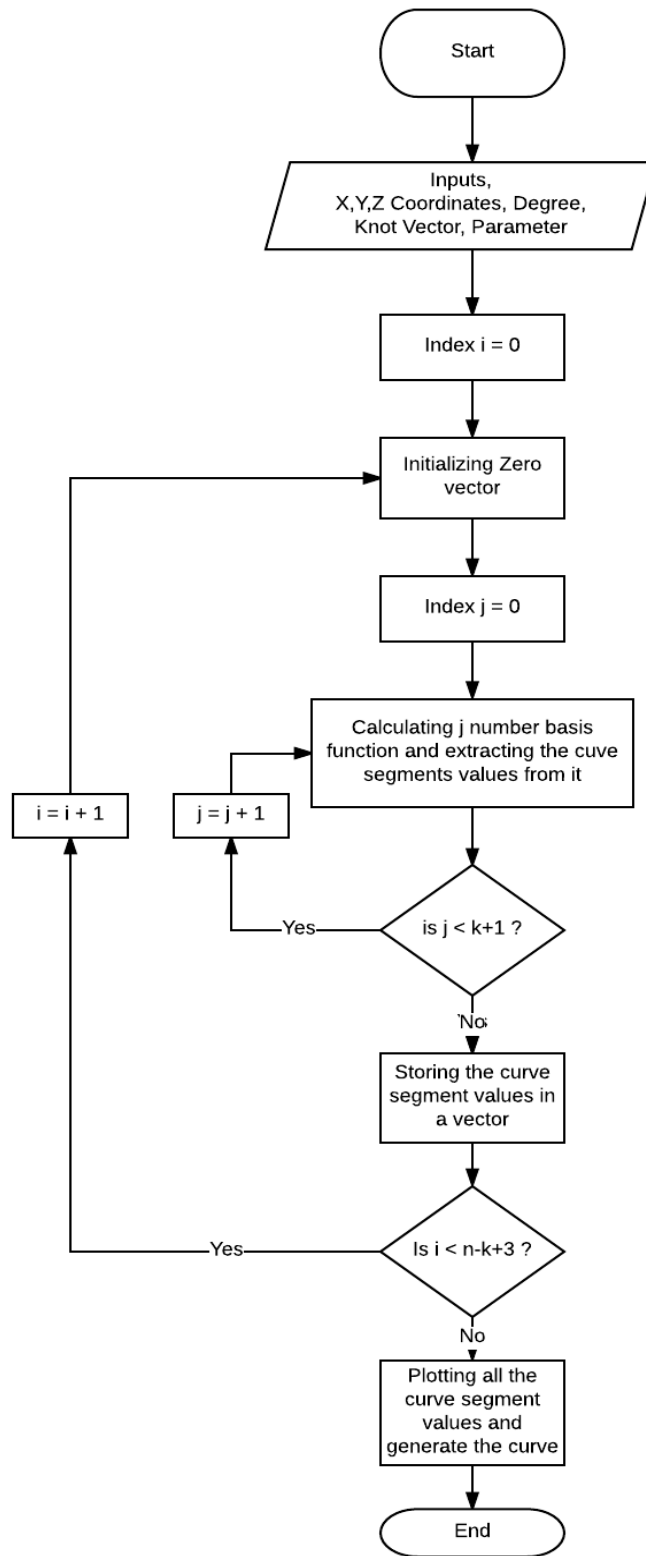 Start
Inputs,
X,Y,Z Coordinates, Degree,
Knot Vector, Parameter
Index i = 0
Initializing Zero
vector
Index j = 0
Calculating j number basis
function and extracting the cuve
segments values from it
i = i + 1
j = j + 1
is j < k+1 ?
Yes
No
Storing the curve
segment values in
a vector
Is i < n-k+3 ?
Yes
No
Plotting all the
curve segment
values and
generate the curve
End